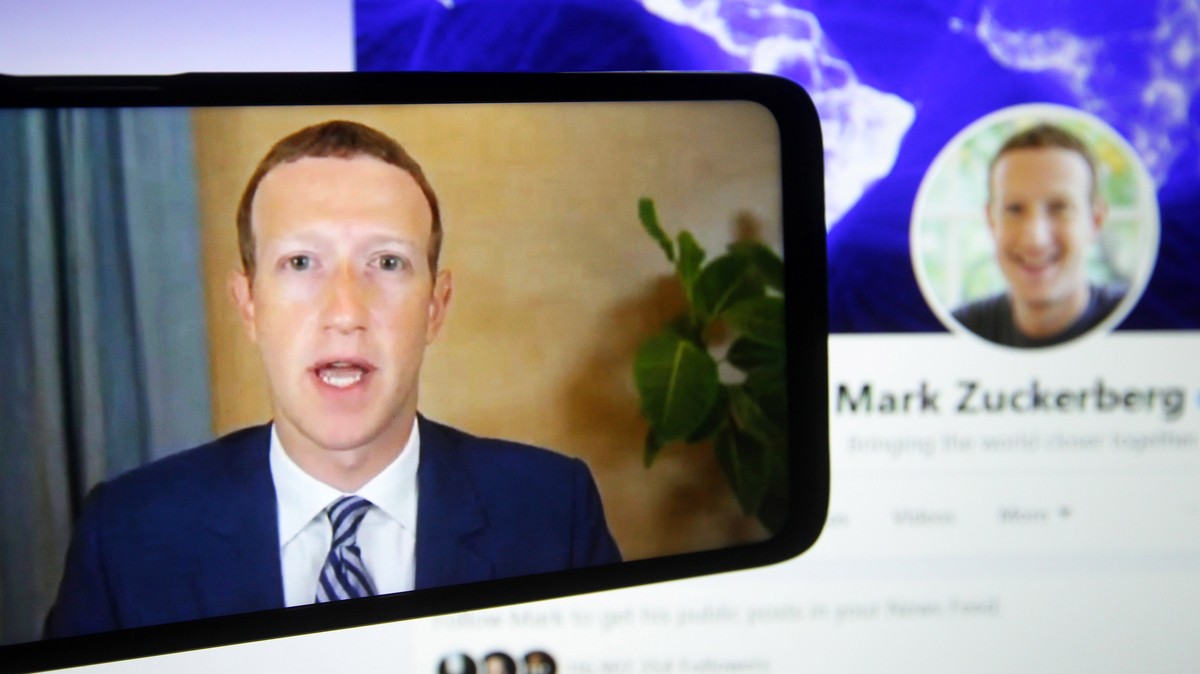 Mark Zuckerberg
Bringing the world closer together
Videos
More
Follow Mark to get his public posts in your News Feed
Followers